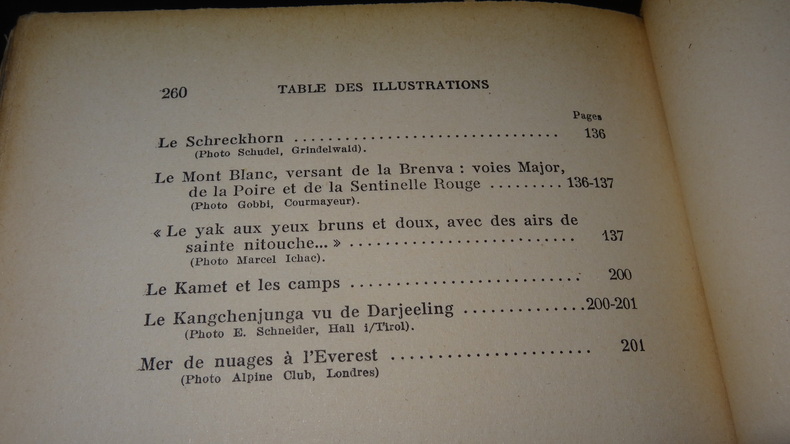 260 TABLE DES ILLUSTRATIONS
Pages
Le Schreckhorn ................................ 136
(Photo Schudel, Grindelwald).
Le Mont Blanc, versant de la Brenva : voies Major,
de la Poire et de la Sentinelle Rouge ......... 136-137
(Photo Gobbi, Courmayeur).
« Le yak aux yeux bruns et doux, avec des airs de
sainte nitouche... » ........................... 137
(Photo Marcel Ichac).
Le Kamet et les camps ........................... 200
Le Kangchenjunga vu de Darjeeling .............. 200-201
(Photo E. Schneider, Hall i/Tirol).
Mer de nuages à l'Everest ........................ 201
(Photo Alpine Club, Londres)